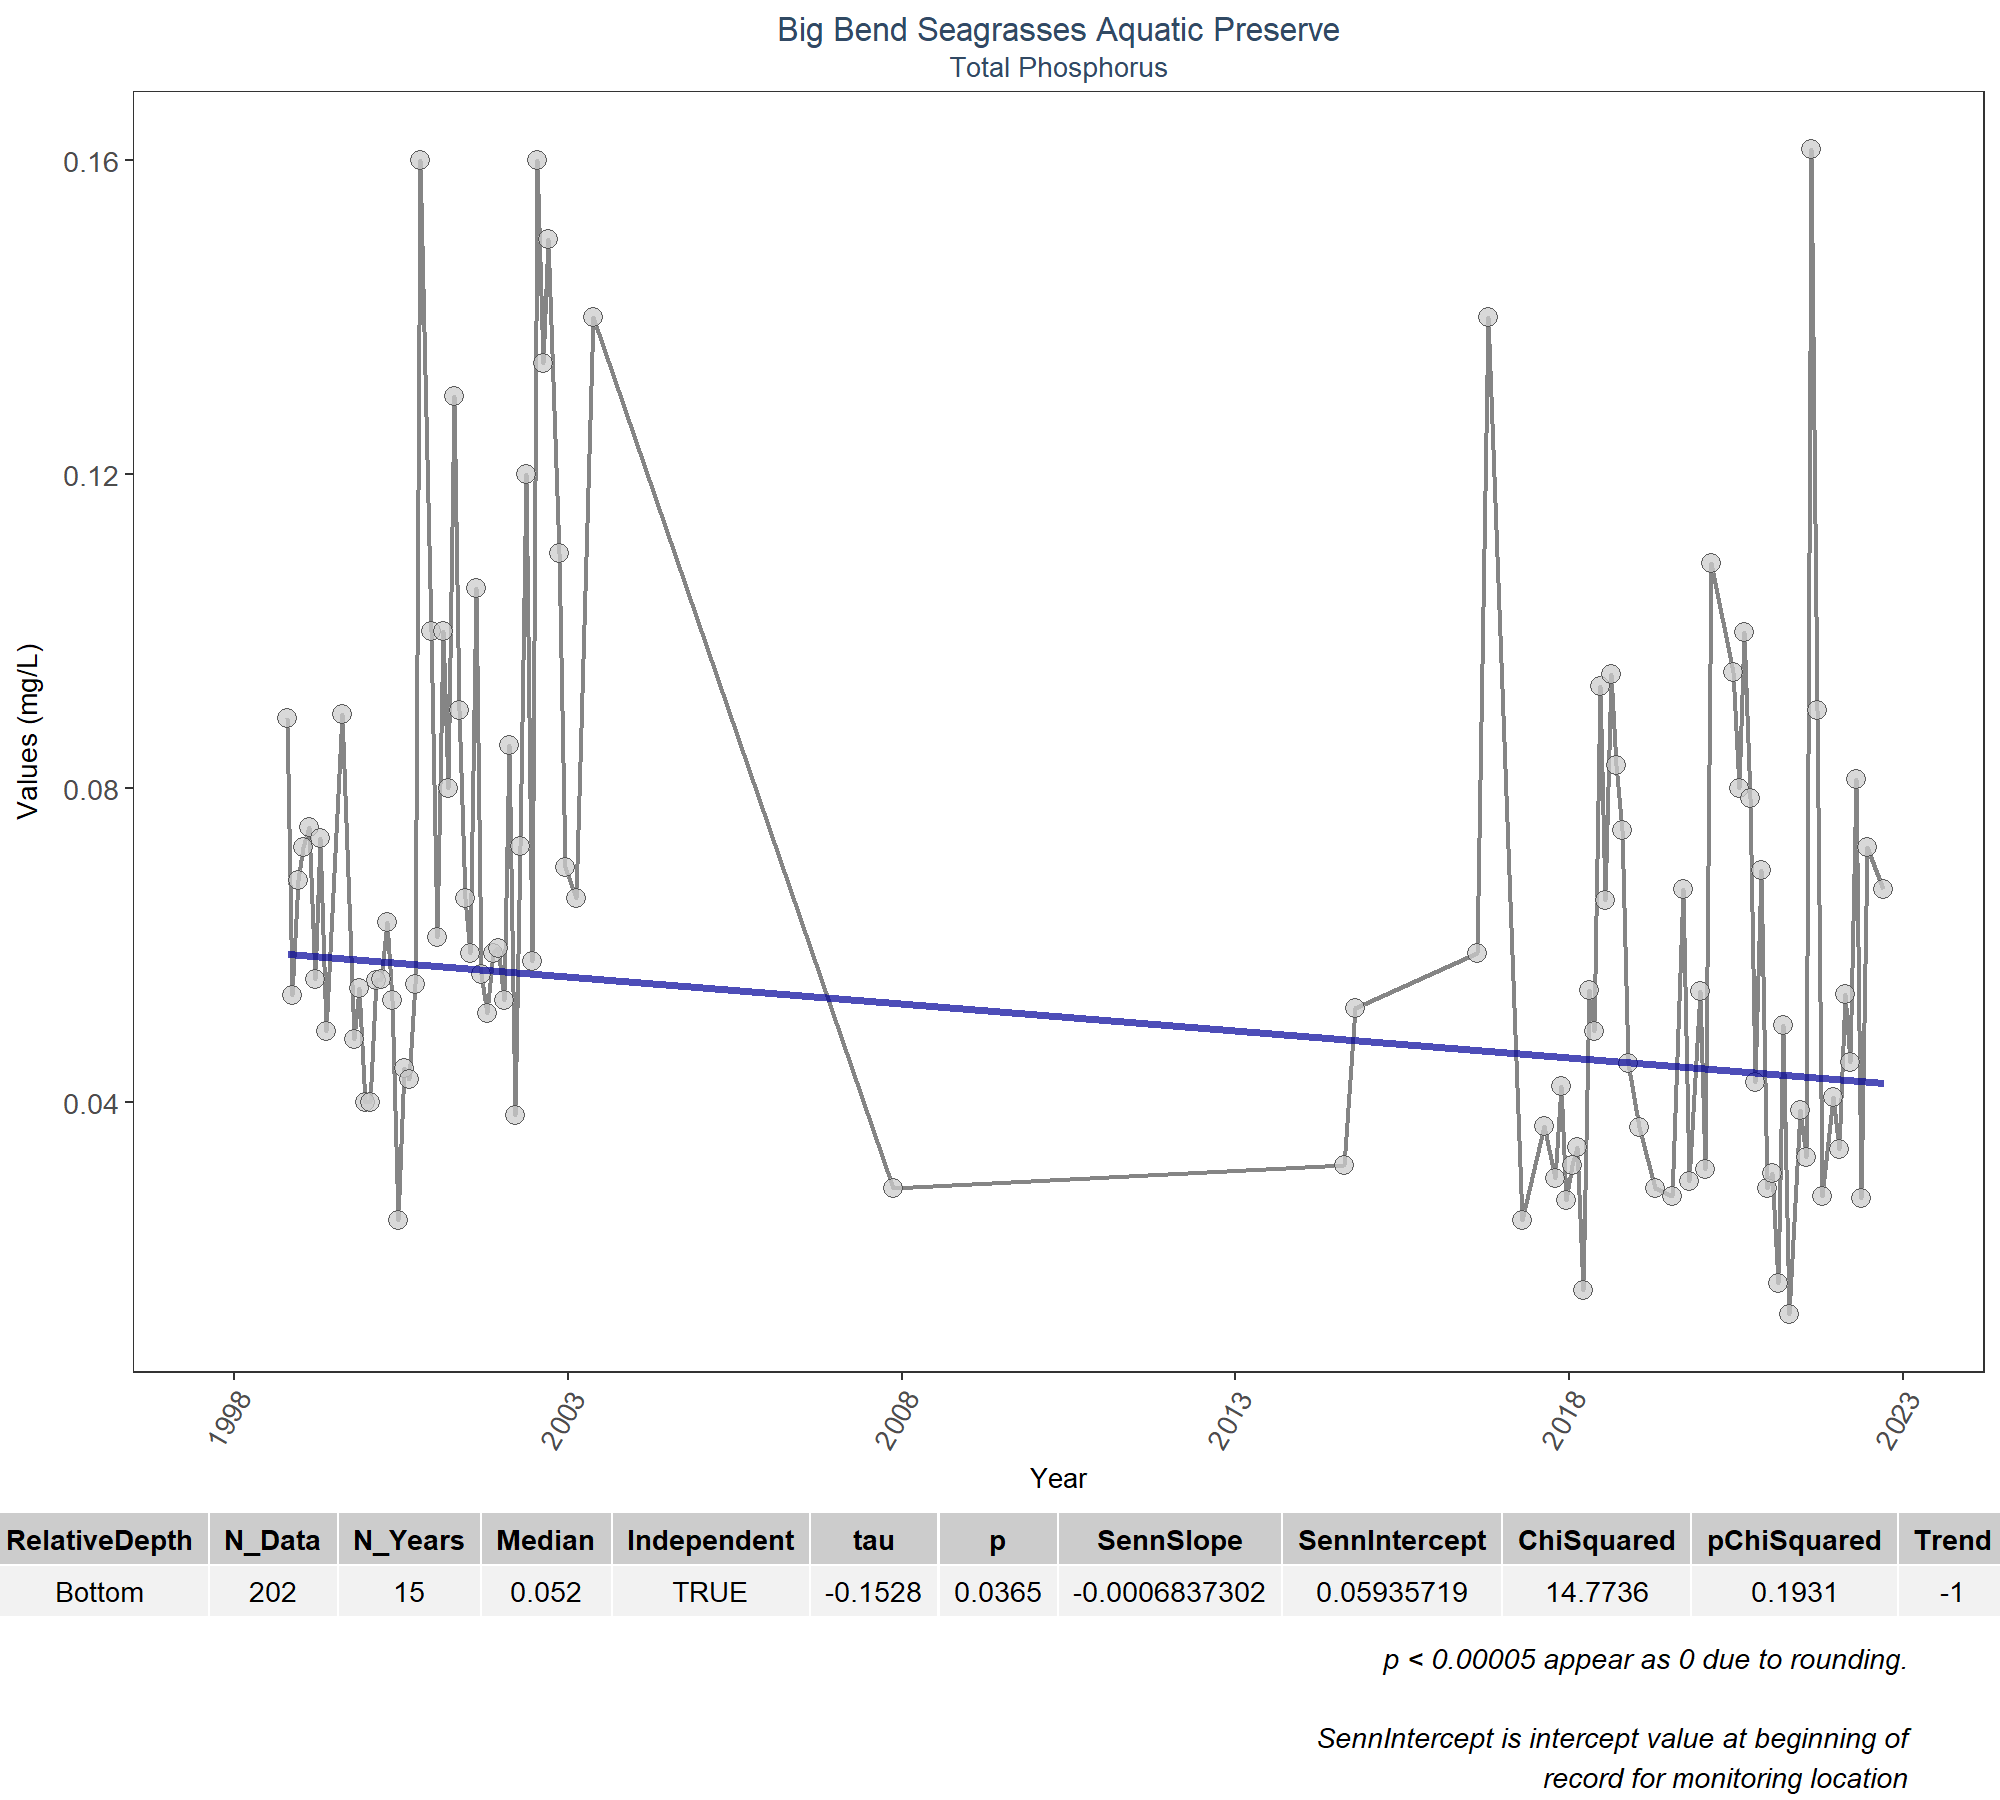 Big Bend Seagrasses Aquatic Preserve
Total Phosphorus
Values (mg/L)
0.16
0.12
0.08
0.04
1998 2003 2008 2013 2018 2023
Year
RelativeDepth N_Data N_Years Median Independent tau p SennSlope SennIntercept ChiSquared pChiSquared Trend
Bottom 202 15 0.052 TRUE -0.1528 0.0365 -0.0006837302 0.05935719 14.7736 0.1931 -1
p < 0.00005 appear as 0 due to rounding.
SennIntercept is intercept value at beginning of
record for monitoring location